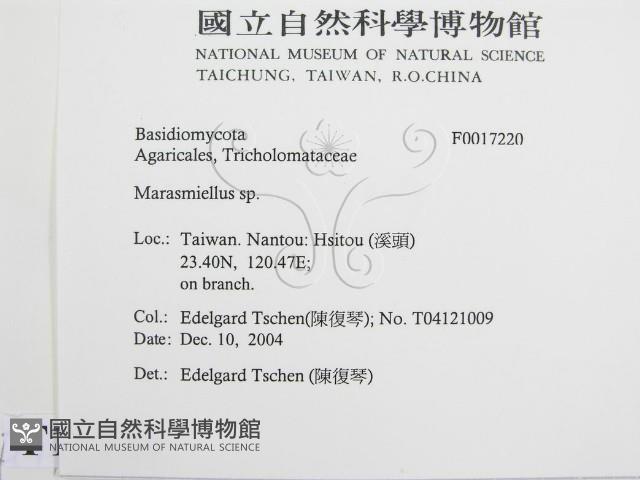 國立自然科學博物館
NATIONAL MUSEUM OF NATURAL SCIENCE
TAICHUNG, TAIWAN, R.O.CHINA
Basidiomycota F0017220
Agaricales, Tricholomataceae
Marasmiellus sp.
Loc.: Taiwan. Nantou: Hsitou (溪頭)
23.40N, 120.47E;
on branch.
Col.: Edelgard Tschen(陳復琴); No. T04121009
Date: Dec. 10, 2004
Det.: Edelgard Tschen (陳復琴)
國立自然科學博物館
NATIONAL MUSEUM OF NATURAL SCIENCE